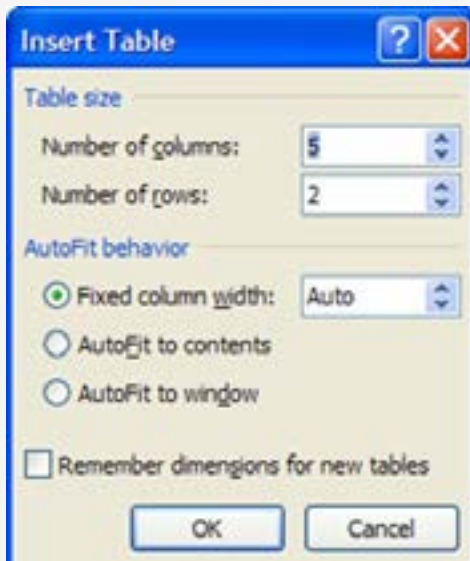 Insert Table
Table size
Number of columns: 5
Number of rows: 2
AutoFit behavior
Fixed column width: Auto
AutoFit to contents
AutoFit to window
Remember dimensions for new tables
OK Cancel